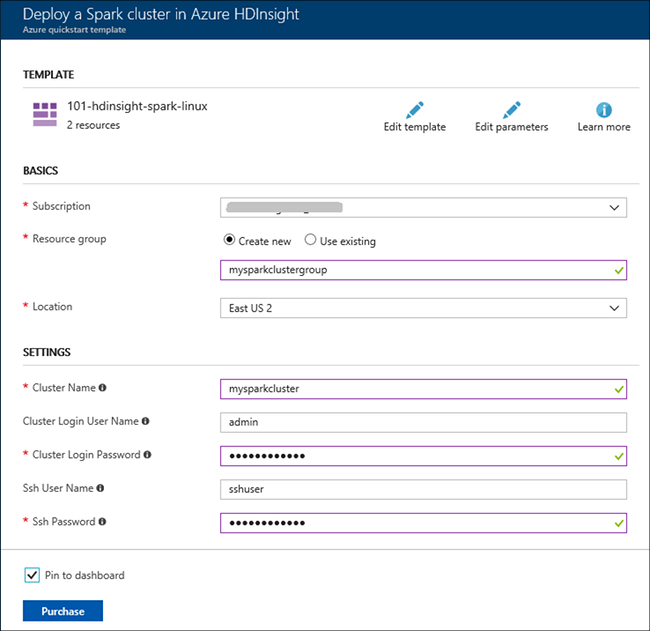 Deploy a Spark cluster in Azure HDInsight
Azure quickstart template
TEMPLATE
101-hdinsight-spark-linux
2 resources
Edit template
Edit parameters
Learn more
BASICS
* Subscription
* Resource group
Create new
Use existing
mysparkclustergroup
* Location
East US 2
SETTINGS
* Cluster Name
mysparkcluster
Cluster Login User Name
admin
* Cluster Login Password
••••••••••••
Ssh User Name
sshuser
* Ssh Password
••••••••••••
Pin to dashboard
Purchase